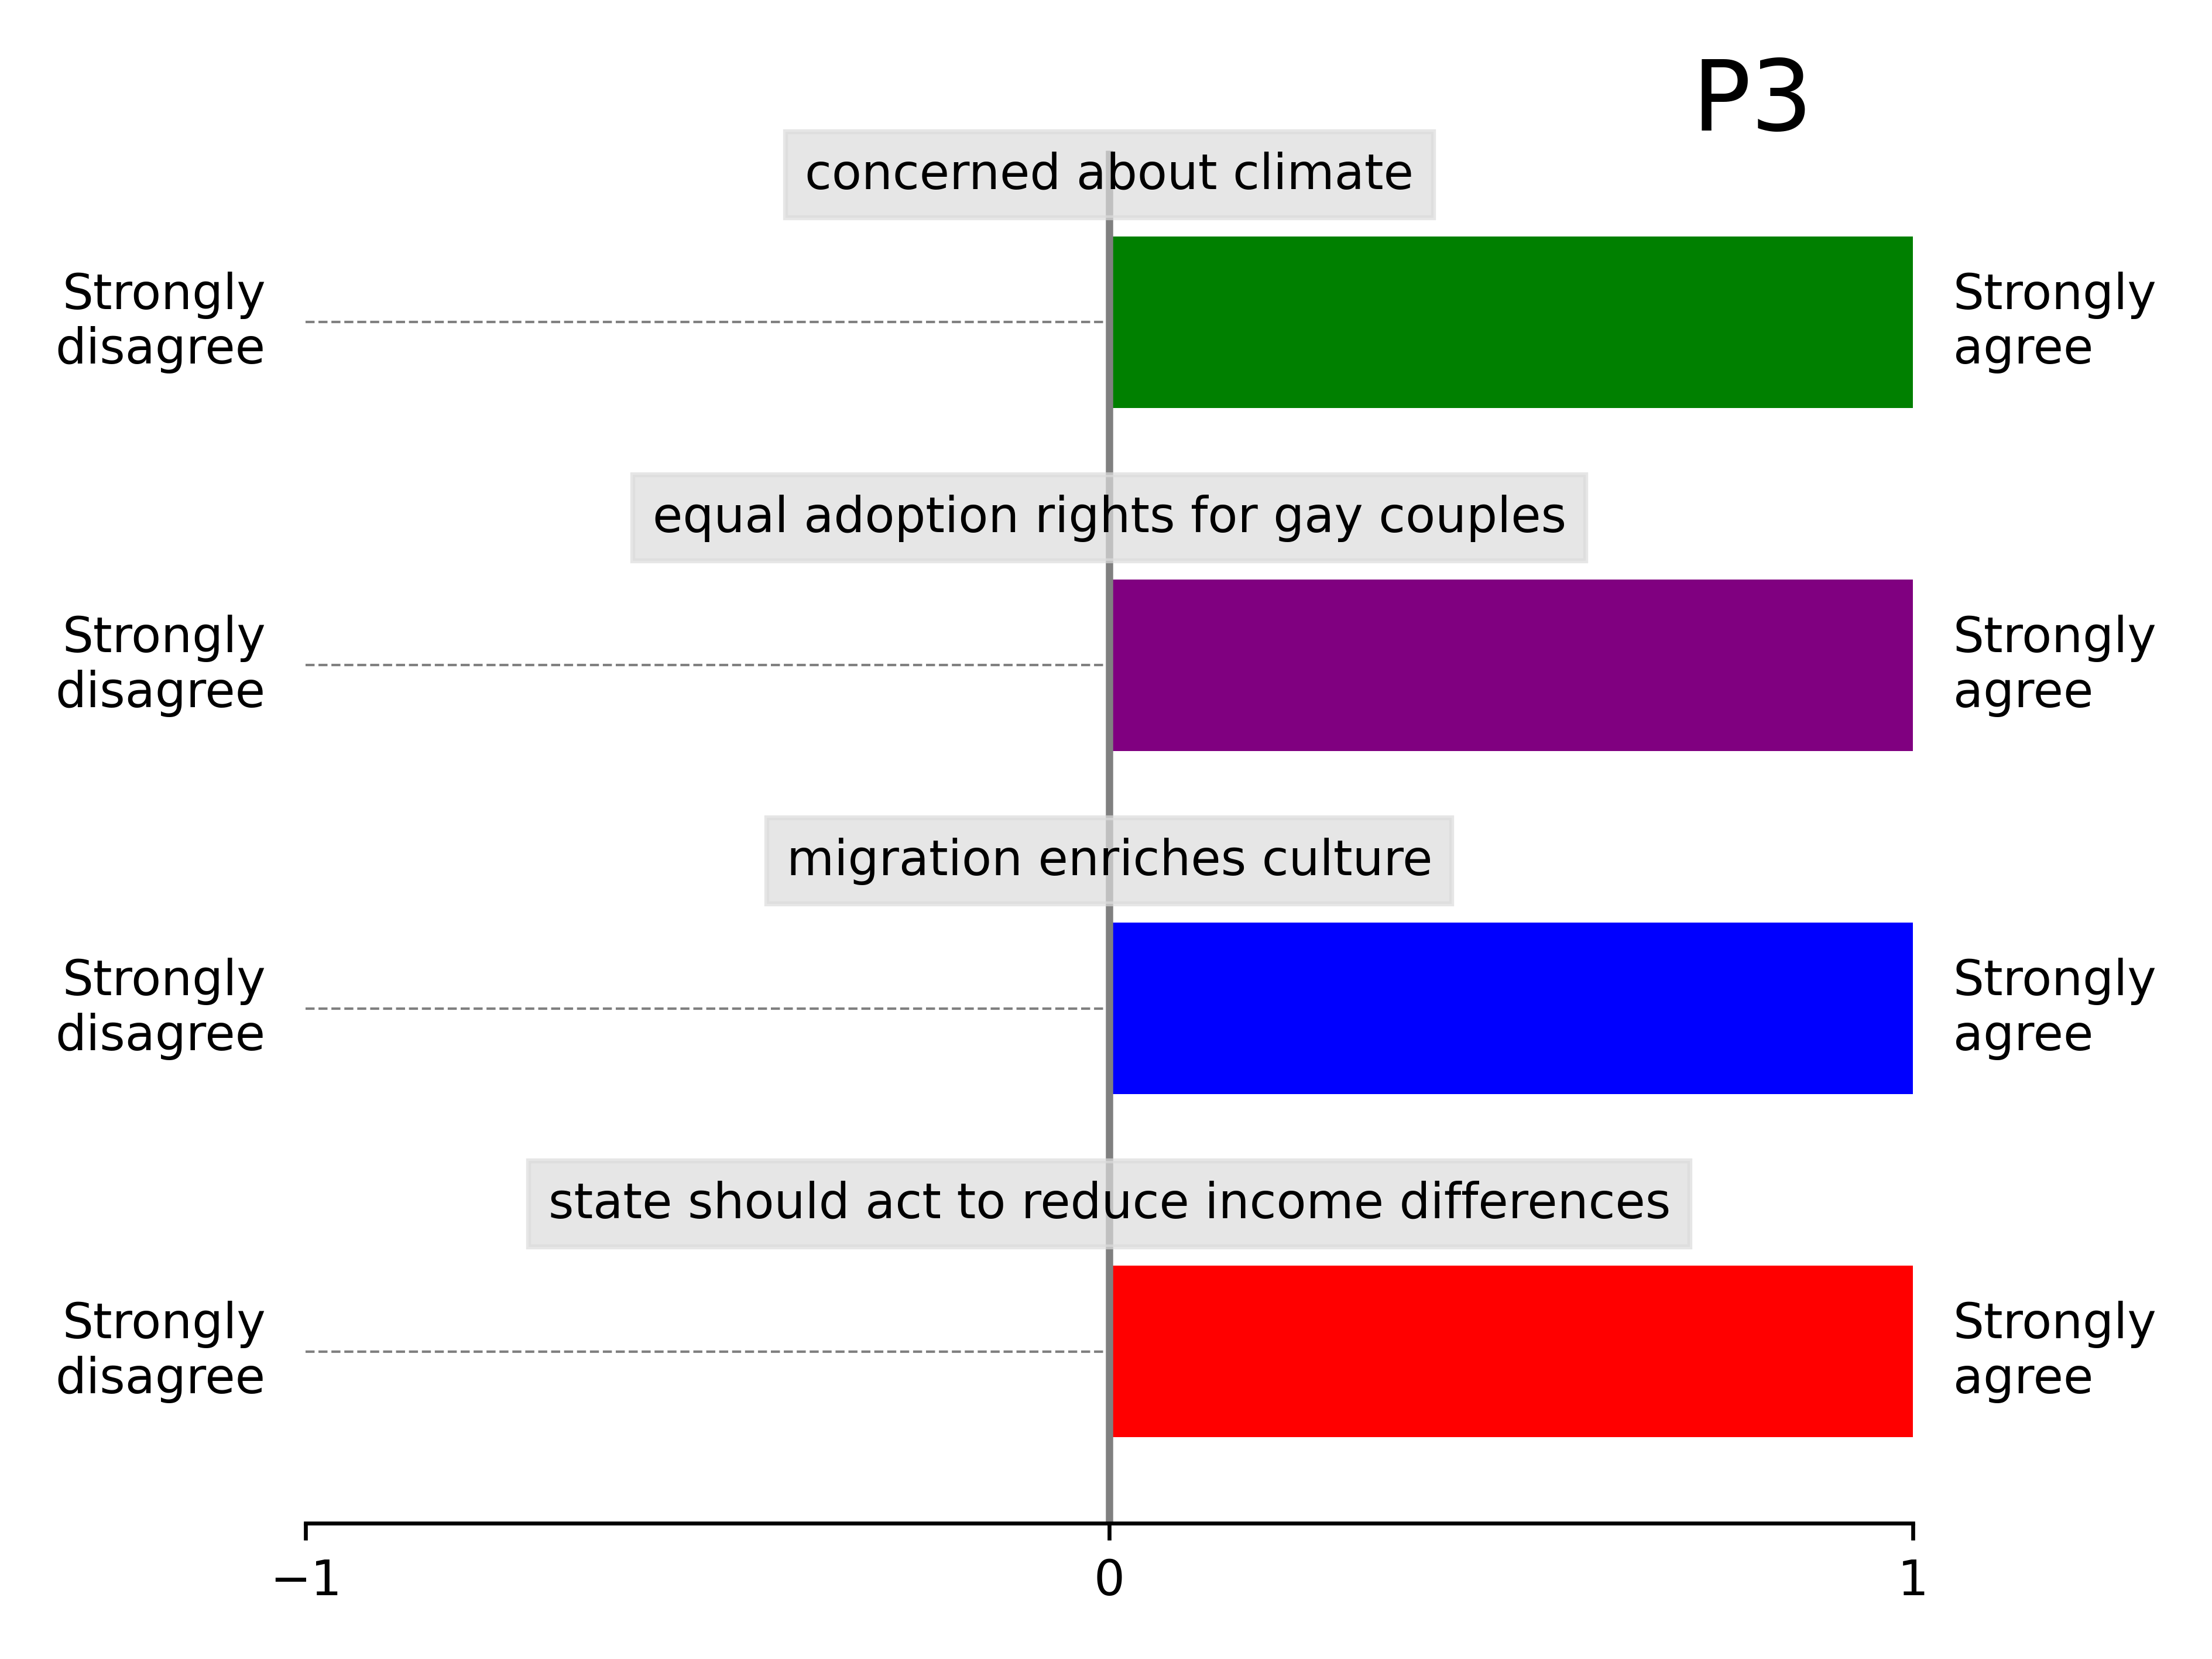 P3
concerned about climate
Strongly
disagree
Strongly
agree
equal adoption rights for gay couples
Strongly
disagree
Strongly
agree
migration enriches culture
Strongly
disagree
Strongly
agree
state should act to reduce income differences
Strongly
disagree
Strongly
agree
−1 0 1